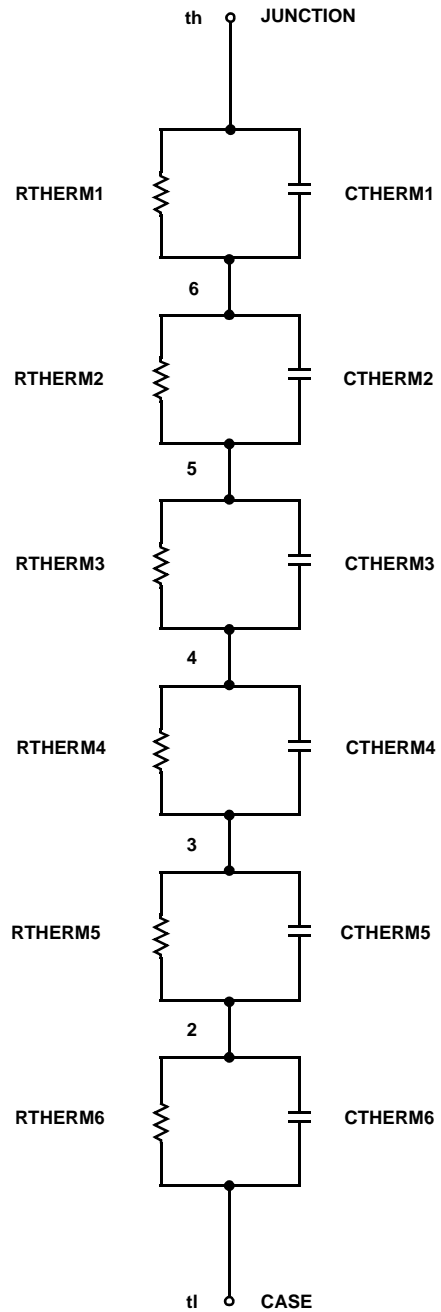 th JUNCTION
RTHERM1 CTHERM1
6
RTHERM2 CTHERM2
5
RTHERM3 CTHERM3
4
RTHERM4 CTHERM4
3
RTHERM5 CTHERM5
2
RTHERM6 CTHERM6
tl CASE